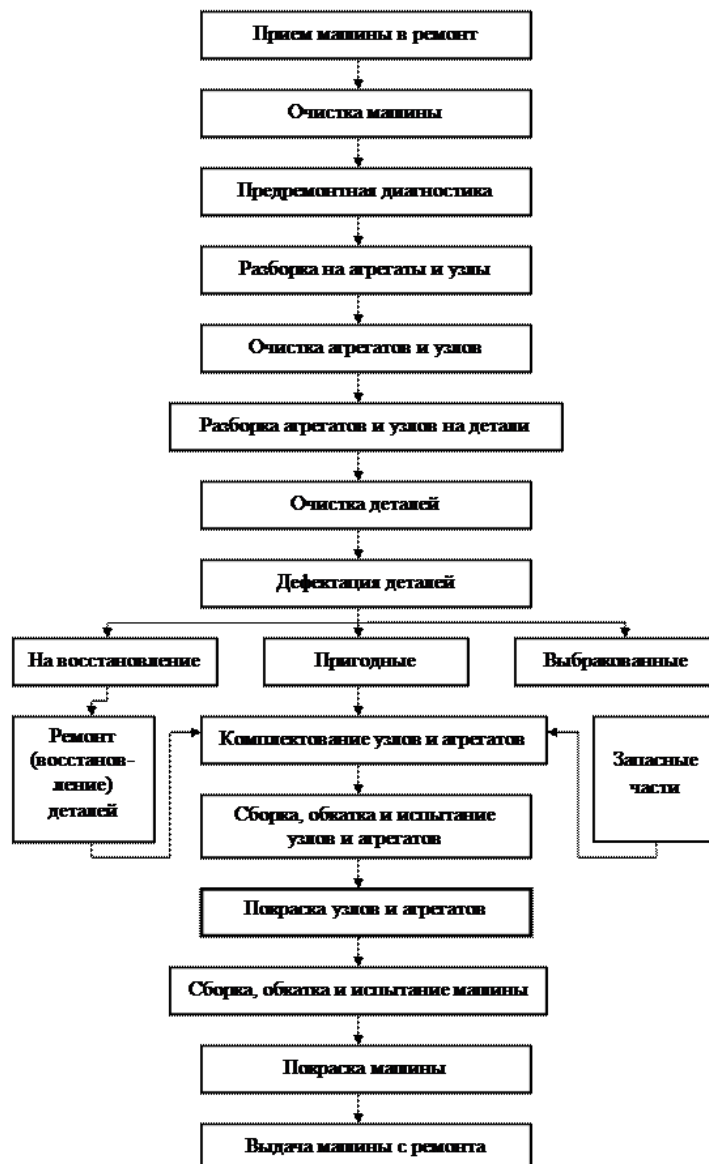 Прием машины в ремонт
Очистка машины
Предремонтная диагностика
Разборка на агрегаты и узлы
Очистка агрегатов и узлов
Разборка агрегатов и узлов на детали
Очистка деталей
Дефектация деталей
На восстановление
Пригодные
Выбракованные
Ремонт
(восстанов-
ление)
деталей
Комплектование узлов и агрегатов
Запасные
части
Сборка, обкатка и испытание
узлов и агрегатов
Покраска узлов и агрегатов
Сборка, обкатка и испытание машины
Покраска машины
Выдача машины с ремонта